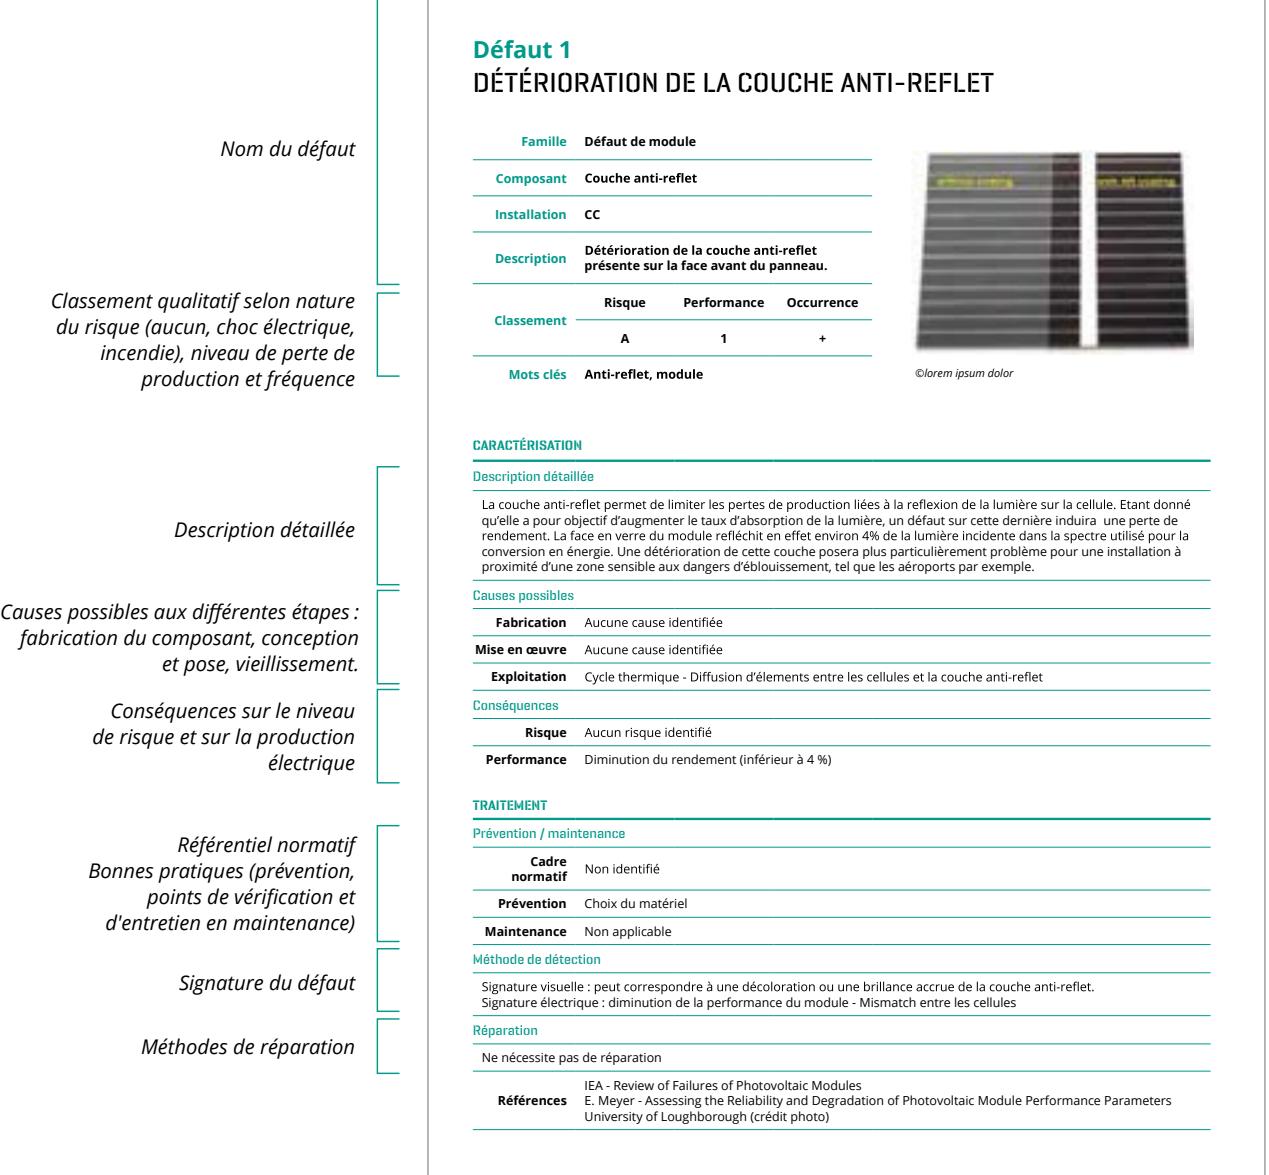 Nom du défaut
Classement qualitatif selon nature
du risque (aucun, choc électrique,
incendie), niveau de perte de
production et fréquence
Description détaillée
Causes possibles aux différentes étapes :
fabrication du composant, conception
et pose, vieillissement.
Conséquences sur le niveau
de risque et sur la production
électrique
Référentiel normatif
Bonnes pratiques (prévention,
points de vérification et
d'entretien en maintenance)
Signature du défaut
Méthodes de réparation
Défaut 1
DÉTÉRIORATION DE LA COUCHE ANTI-REFLET
Famille Défaut de module
Composant Couche anti-reflet
Installation CC
Description Détérioration de la couche anti-reflet
présente sur la face avant du panneau.
Classement Risque Performance Occurrence
A 1 +
Mots clés Anti-reflet, module
©lorem ipsum dolor
CARACTÉRISATION
Description détaillée
La couche anti-reflet permet de limiter les pertes de production liées à la reflexion de la lumière sur la cellule. Etant donné
qu’elle a pour objectif d’augmenter le taux d’absorption de la lumière, un défaut sur cette dernière induira une perte de
rendement. La face en verre du module refléchit en effet environ 4% de la lumière incidente dans la spectre utilisé pour la
conversion en énergie. Une détérioration de cette couche posera plus particulièrement problème pour une installation à
proximité d’une zone sensible aux dangers d’éblouissement, tel que les aéroports par exemple.
Causes possibles
Fabrication Aucune cause identifiée
Mise en œuvre Aucune cause identifiée
Exploitation Cycle thermique - Diffusion d’élements entre les cellules et la couche anti-reflet
Conséquences
Risque Aucun risque identifié
Performance Diminution du rendement (inférieur à 4 %)
TRAITEMENT
Prévention / maintenance
Cadre
normatif Non identifié
Prévention Choix du matériel
Maintenance Non applicable
Méthode de détection
Signature visuelle : peut correspondre à une décoloration ou une brillance accrue de la couche anti-reflet.
Signature électrique : diminution de la performance du module - Mismatch entre les cellules
Réparation
Ne nécessite pas de réparation
Références IEA - Review of Failures of Photovoltaic Modules
E. Meyer - Assessing the Reliability and Degradation of Photovoltaic Module Performance Parameters
University of Loughborough (crédit photo)